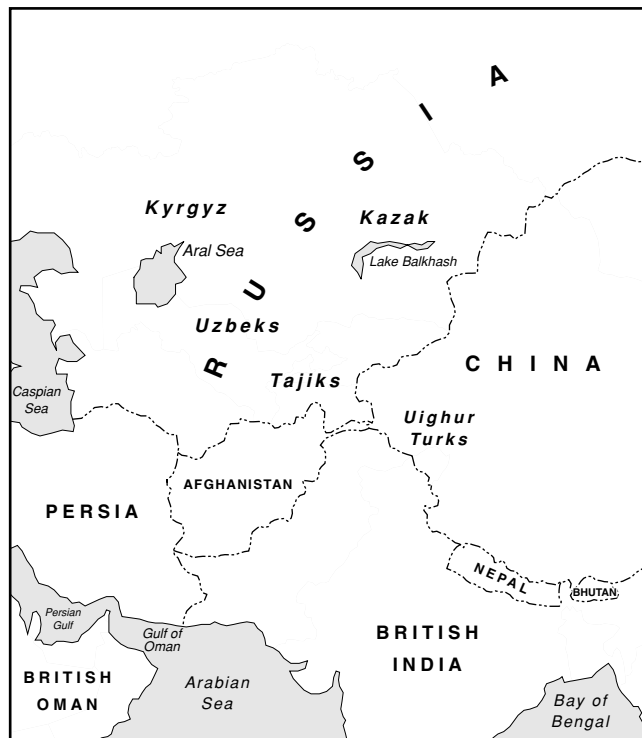 RUSSIA
Kyrgyz
Kazak
Aral Sea
Lake Balkhash
Uzbeks
CHINA
Tajiks
Caspian
Sea
Uighur
Turks
AFGHANISTAN
PERSIA
NEPAL
BHUTAN
Persian
Gulf
Gulf of
Oman
BRITISH
INDIA
BRITISH
OMAN
Arabian
Sea
Bay of
Bengal